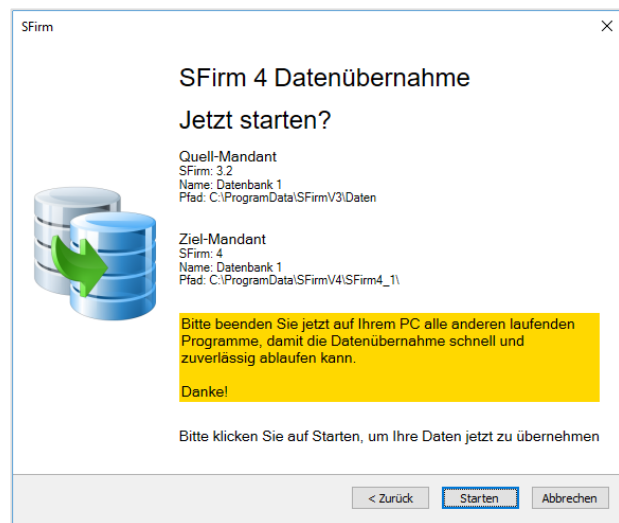 SFirm
SFirm 4 Datenübernahme
Jetzt starten?
Quell-Mandant
SFirm: 3.2
Name: Datenbank 1
Pfad: C:\ProgramData\SFirmV3\Daten
Ziel-Mandant
SFirm: 4
Name: Datenbank 1
Pfad: C:\ProgramData\SFirmV4\SFirm4_1\
Bitte beenden Sie jetzt auf Ihrem PC alle anderen laufenden
Programme, damit die Datenübernahme schnell und
zuverlässig ablaufen kann.
Danke!
Bitte klicken Sie auf Starten, um Ihre Daten jetzt zu übernehmen
< Zurück Starten Abbrechen